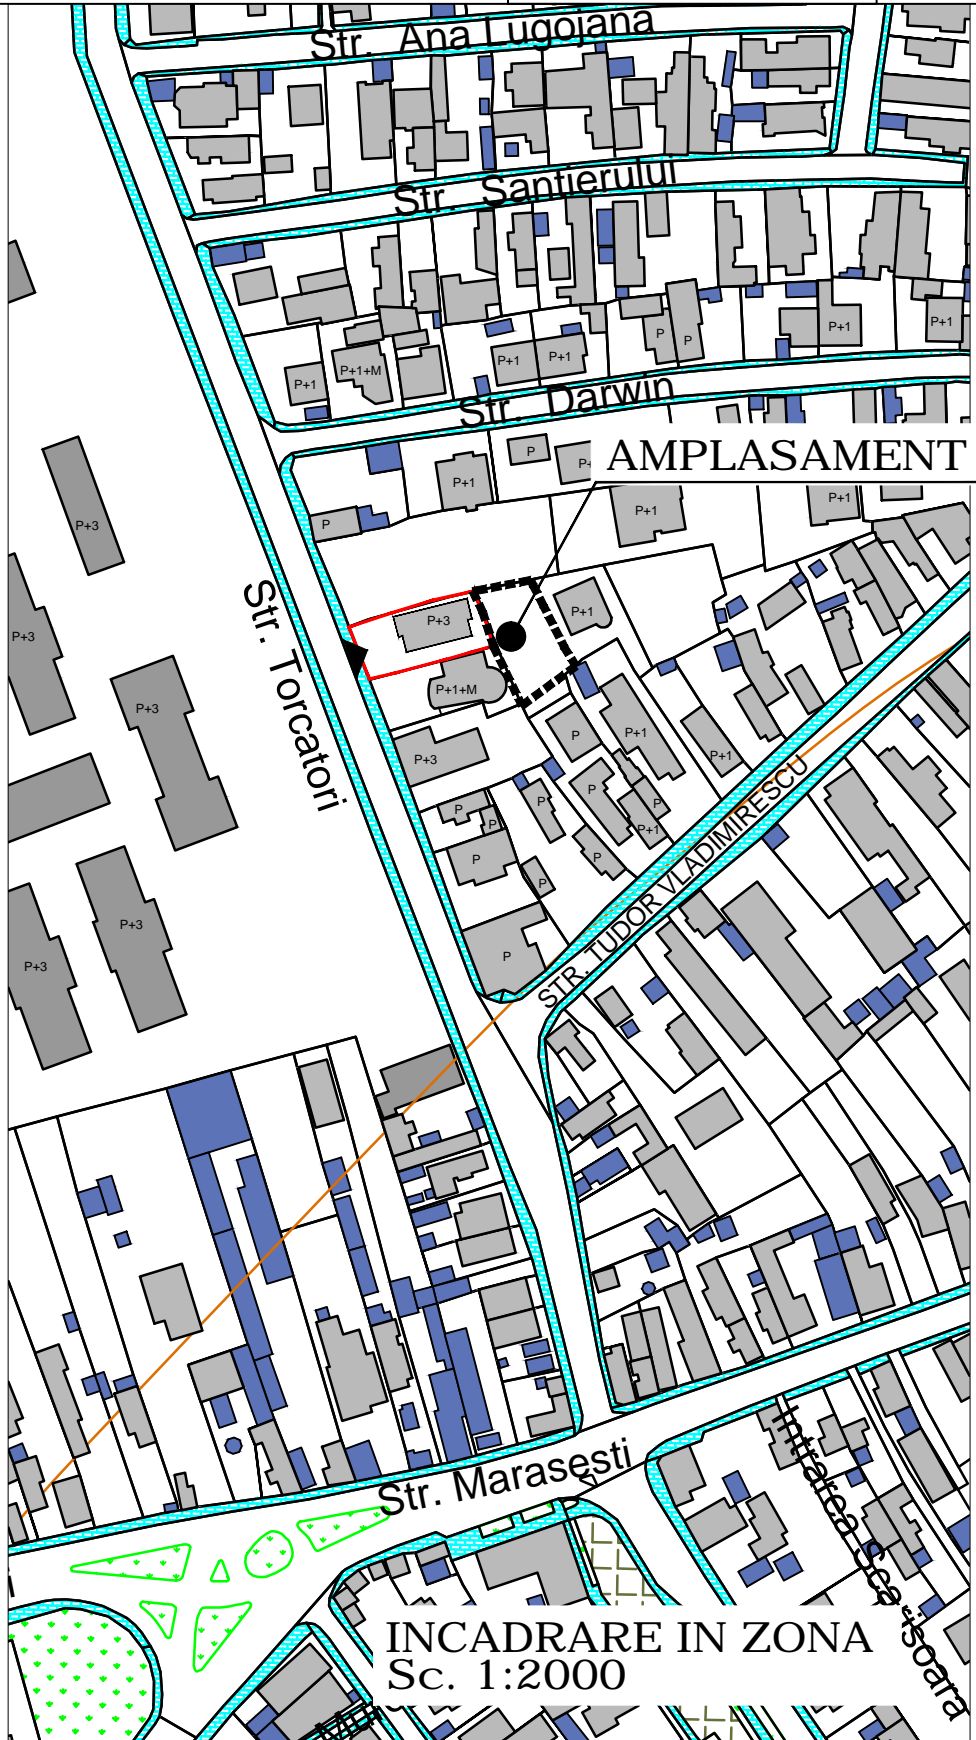 Str. Ana Lugojana
Str. Santierului
P+1
P+1
P
P
P+1
P+1
P+1+M
P+1
Str. Darwin
AMPLASAMENT
P
P+
P+1
P+1
P+1
P
P+3
P+3
P+1
P+3
Str. Torcatori
P+1+M
P+3
P+3
P
P+1
P+1
STR. TUDOR VLADIMIRESCU
P
P
P
P
P
P+1
P
P
P
P+3
P+3
P
Str. Marasesti
Intrarea Scarisoara
i
INCADRARE IN ZONA
Sc. 1:2000